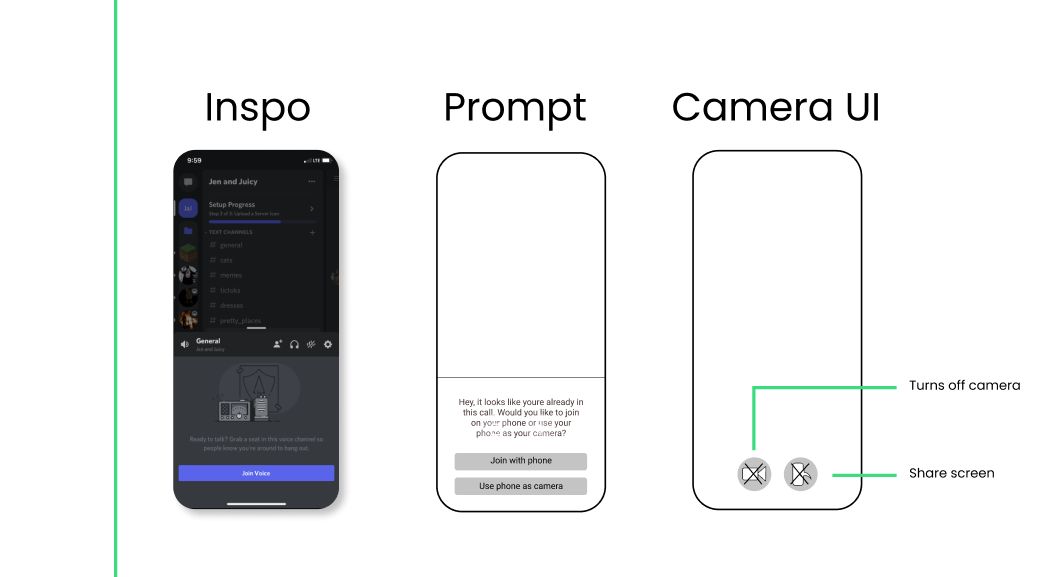 Inspo
Prompt
Camera UI
9:59
LTE
Jen and Juicy
Setup Progress
Step 3 of 3: Upload a Server Icon
TEXT CHANNELS
# general
# cats
# memes
# tictoks
# dresses
# pretty_places
General
Jen and Juicy
Ready to talk? Grab a seat in this voice channel so
people know you're around to hang out.
Join Voice
Hey, it looks like youre already in
this call. Would you like to join
on your phone or use your
phone as your camera?
Join with phone
Use phone as camera
Turns off camera
Share screen